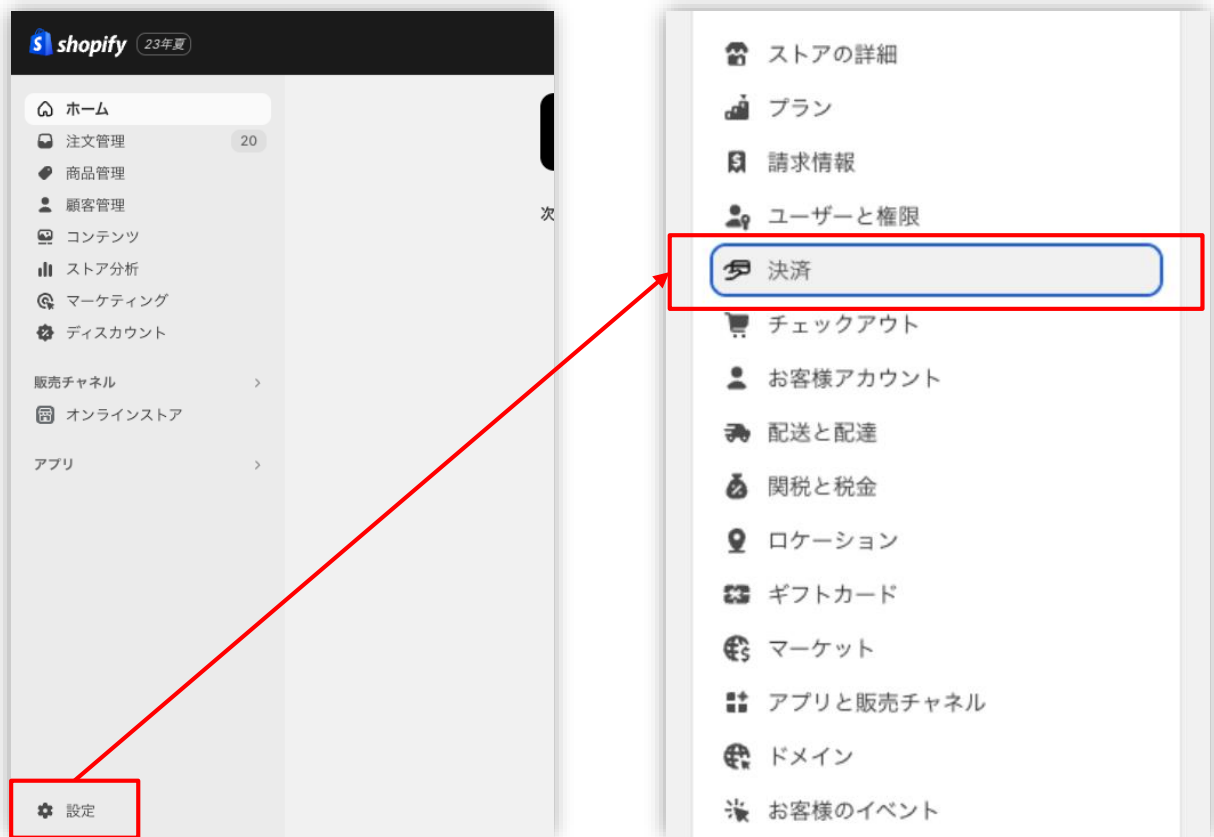 shopify 23年夏
ホーム
注文管理 20
商品管理
顧客管理
コンテンツ
ストア分析
マーケティング
ディスカウント
販売チャネル
オンラインストア
アプリ
設定
次
ストアの詳細
プラン
請求情報
ユーザーと権限
決済
チェックアウト
お客様アカウント
配送と配達
関税と税金
ロケーション
ギフトカード
マーケット
アプリと販売チャネル
ドメイン
お客様のイベント